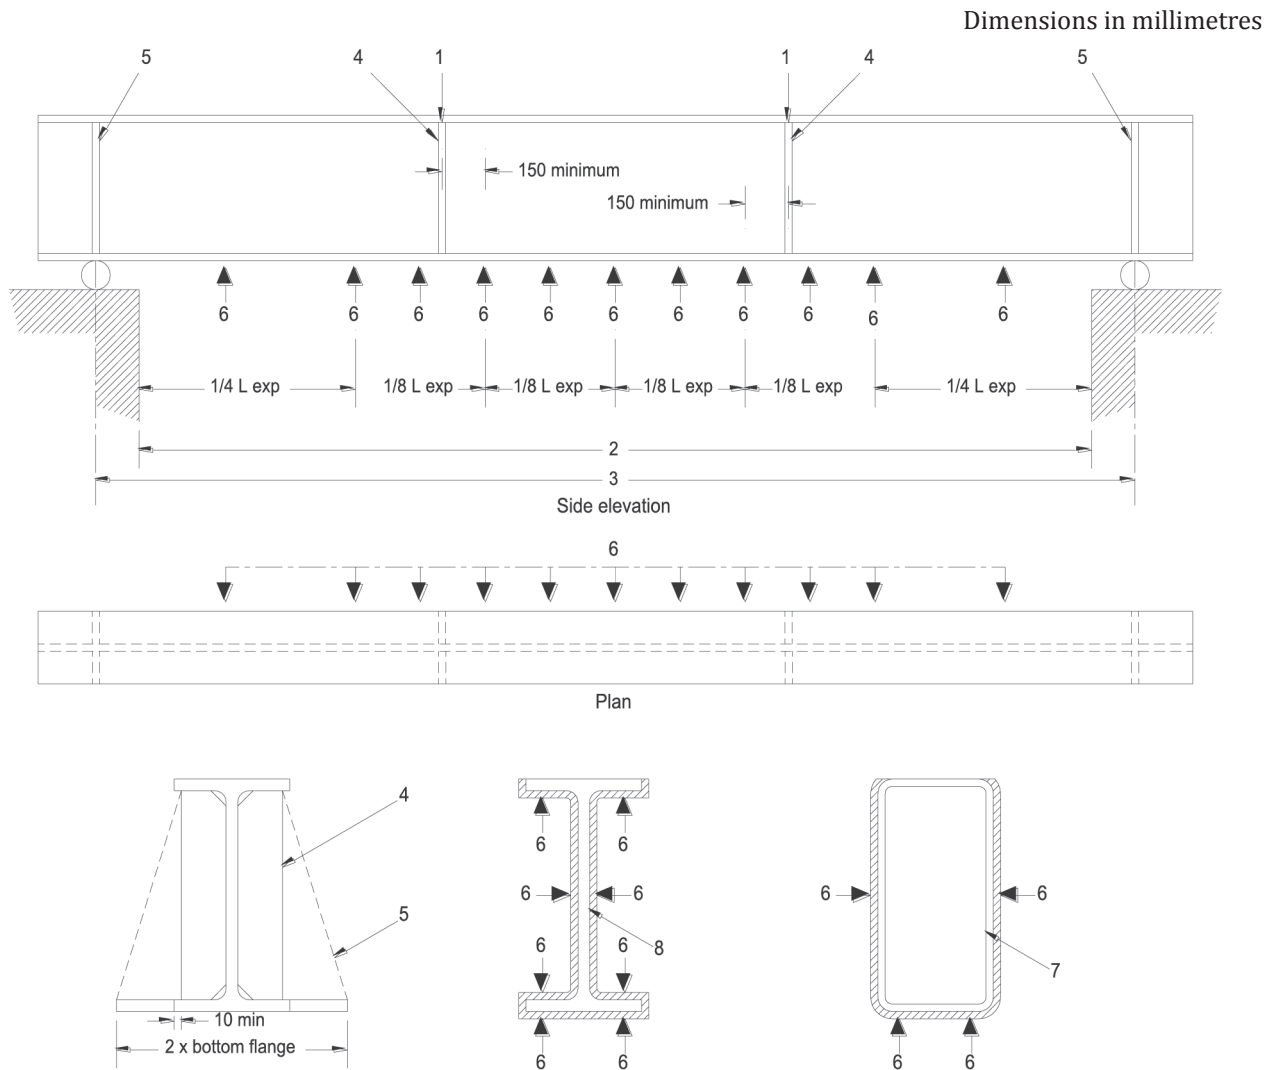 Dimensions in millimetres
5 4 1 1 4 5
150 minimum
150 minimum
6 6 6 6 6 6 6 6 6 6 6
1/4 L exp 1/8 L exp 1/8 L exp 1/8 L exp 1/8 L exp 1/4 L exp
2
3
Side elevation
6
Plan
4
6 6
6 6 6 6
5
6 6
8
7
10 min
2 x bottom flange
6 6 6 6